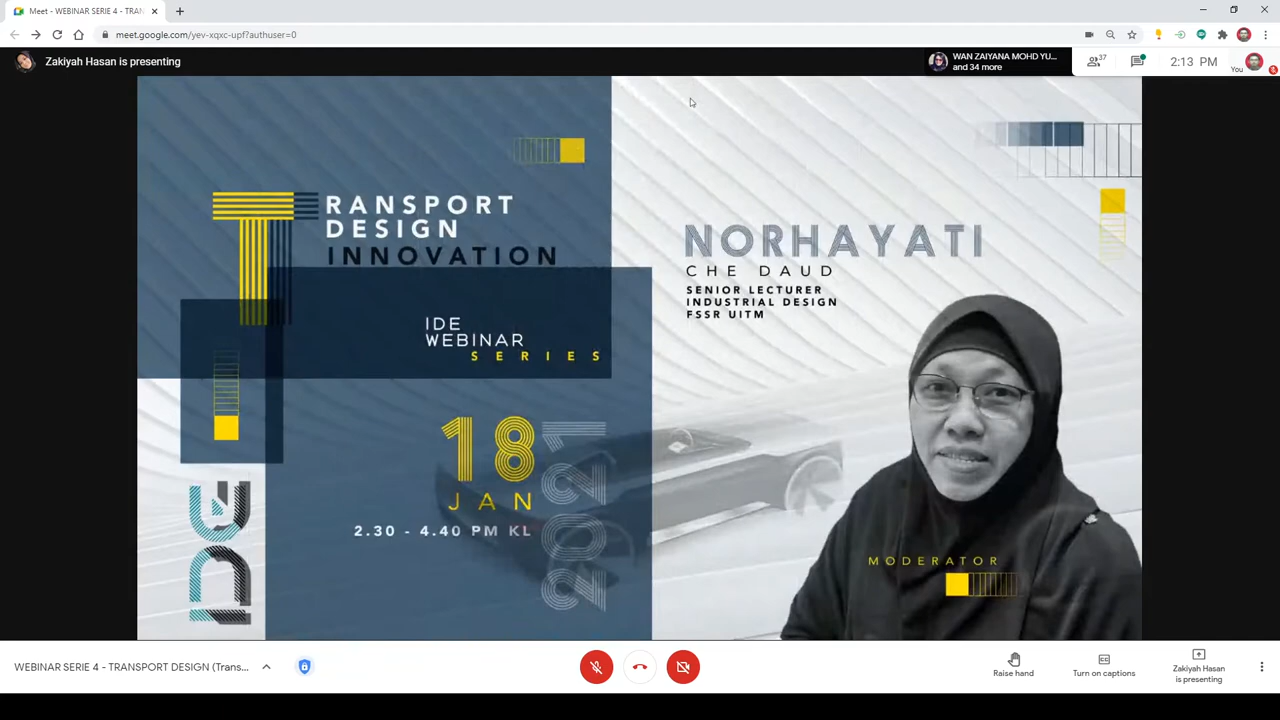 Meet - WEBINAR SERIE 4 - TRAN
meet.google.com/yev-xqxc-upf?authuser=0
Zakiyah Hasan is presenting
WAN ZAIYANA MOHD YU...
and 34 more
37
2:13 PM
You
TRANSPORT
DESIGN
INNOVATION
IDE
WEBINAR
SERIES
18
JAN
2021
2.30 - 4.40 PM KL
IDE
NORHAYATI
CHE DAUD
SENIOR LECTURER
INDUSTRIAL DESIGN
FSSR UITM
MODERATOR
WEBINAR SERIE 4 - TRANSPORT DESIGN (Trans...
Raise hand
Turn on captions
Zakiyah Hasan
is presenting